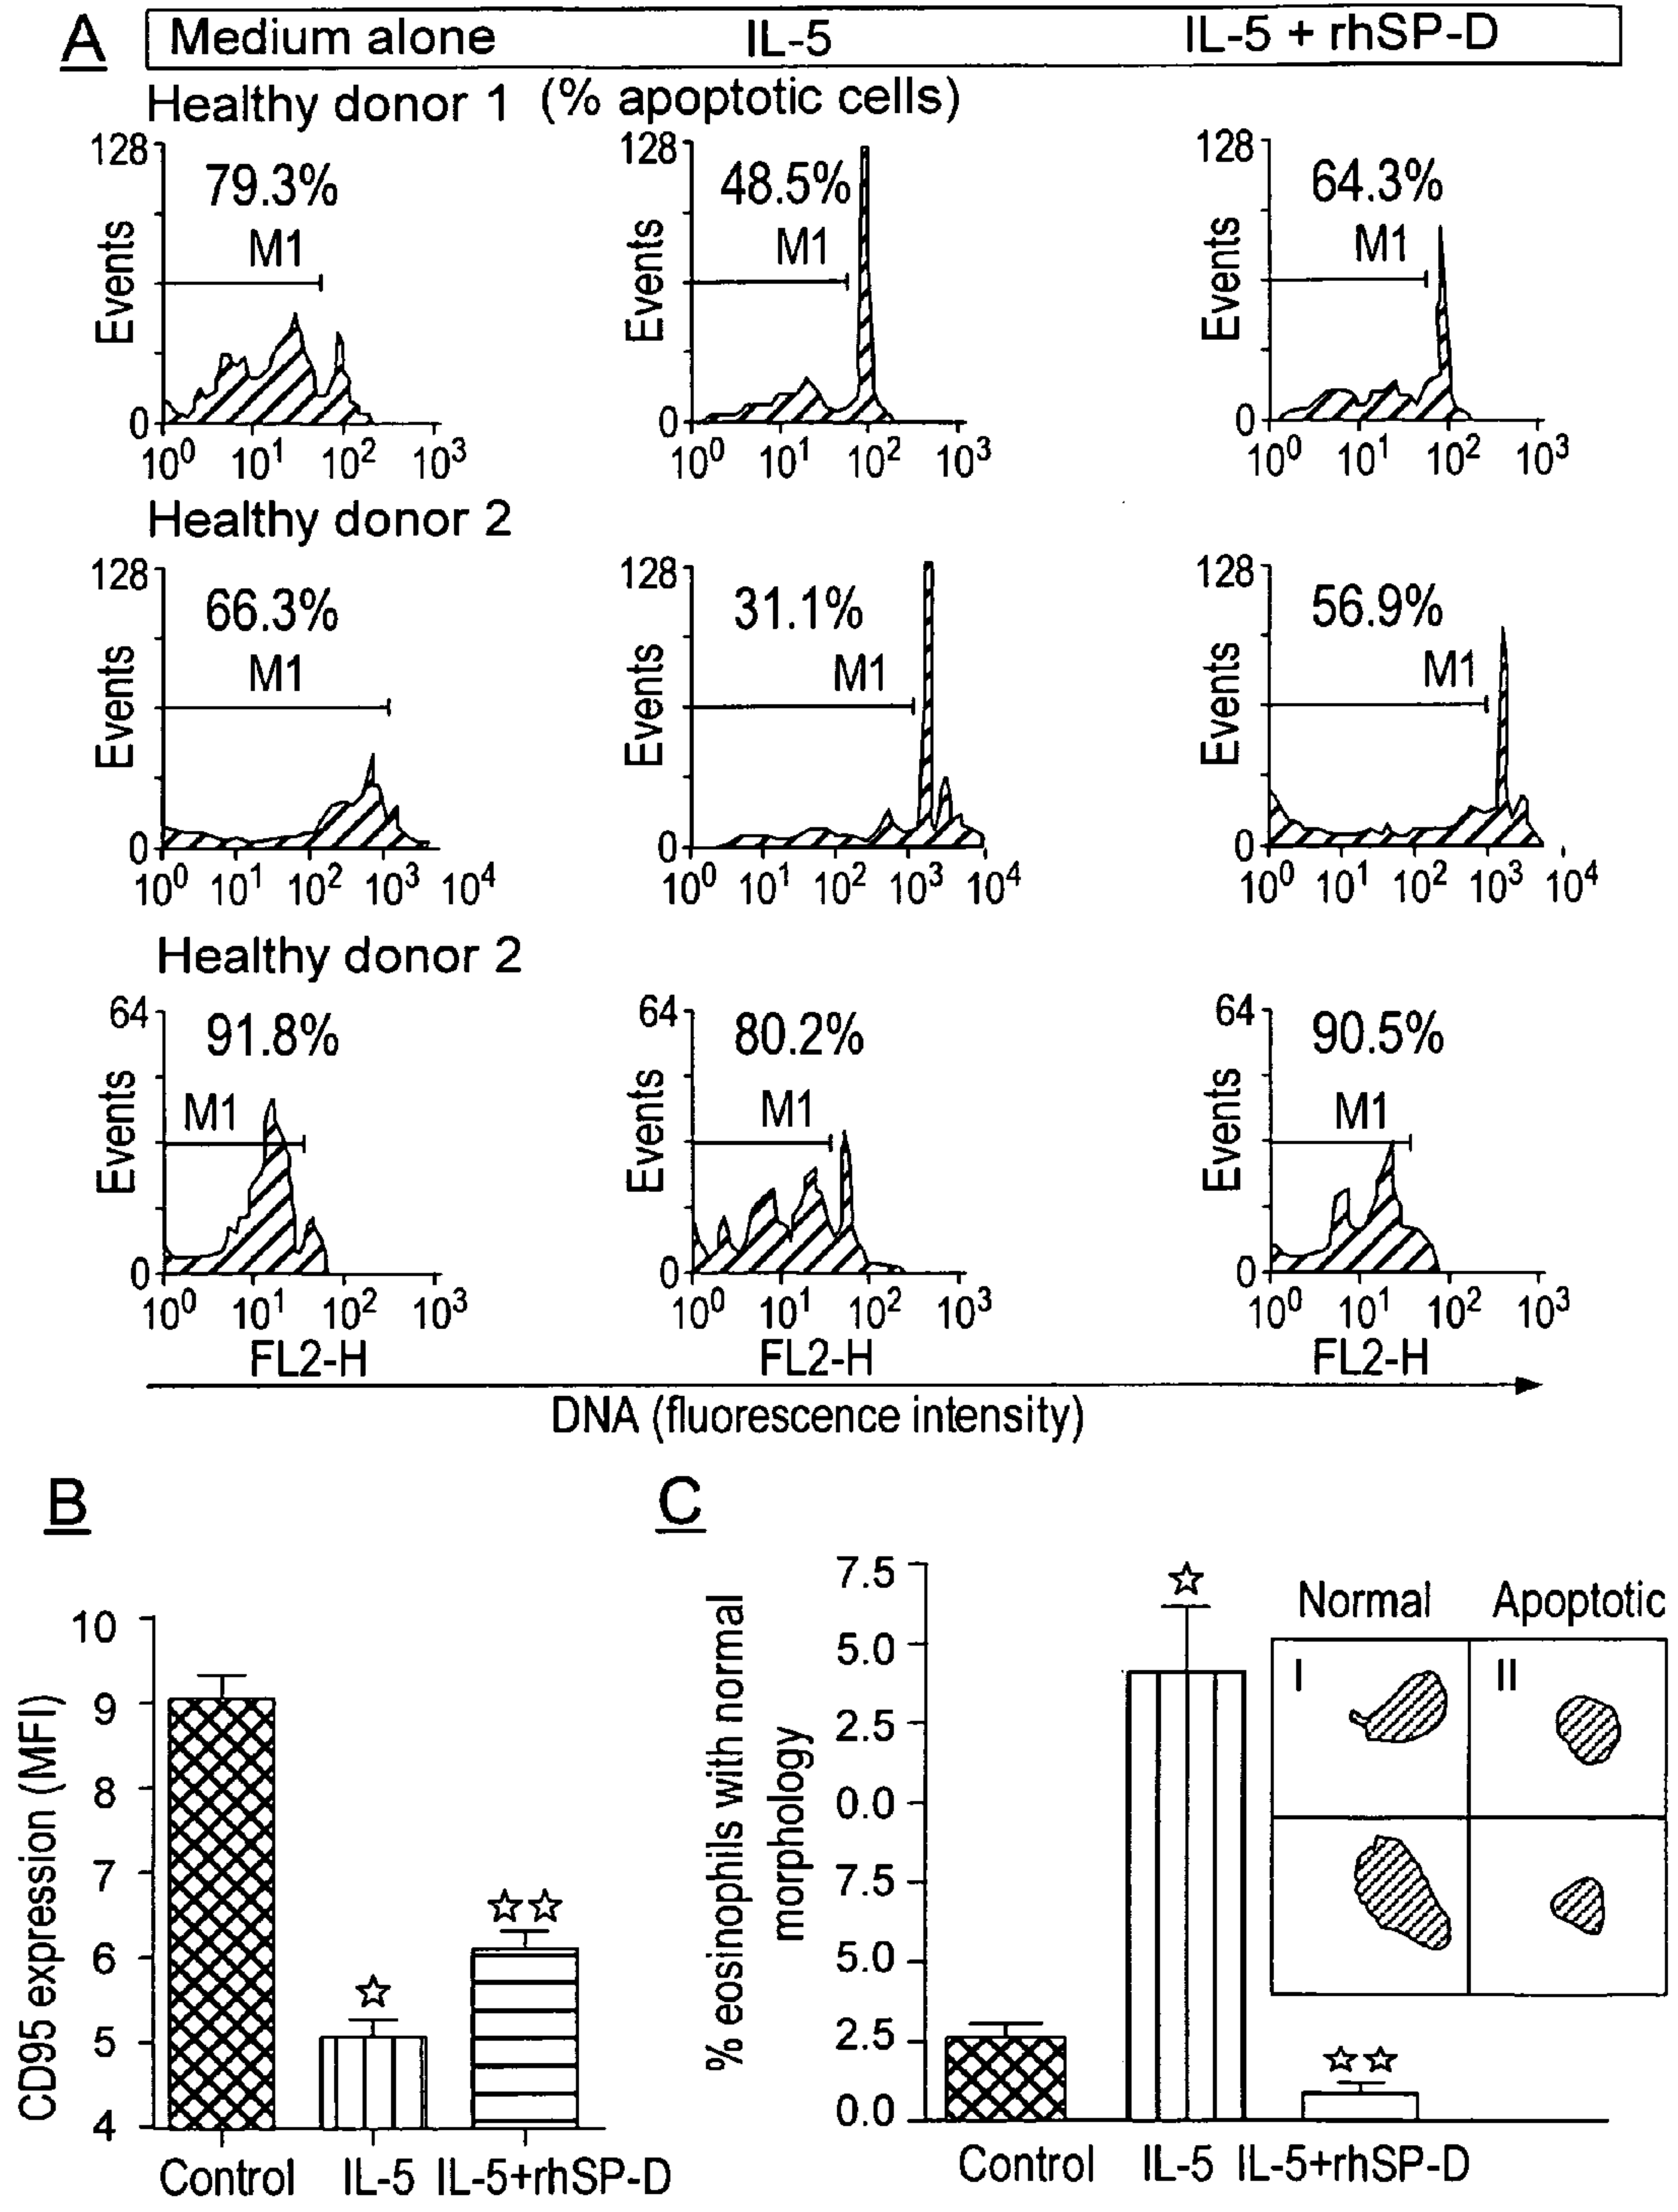 A
Medium alone IL-5 IL-5 + rhSP-D
Healthy donor 1 (% apoptotic cells)
128 79.3% M1 Events 0
10⁰ 10¹ 10² 10³
128 48.5% M1 Events 0
10⁰ 10¹ 10² 10³
128 64.3% M1 Events 0
10⁰ 10¹ 10² 10³
Healthy donor 2
128 66.3% M1 Events 0
10⁰ 10¹ 10² 10³ 10⁴
128 31.1% M1 Events 0
10⁰ 10¹ 10² 10³ 10⁴
128 56.9% M1 Events 0
10⁰ 10¹ 10² 10³ 10⁴
Healthy donor 2
64 91.8% M1 Events 0
10⁰ 10¹ 10² 10³
FL2-H
64 80.2% M1 Events 0
10⁰ 10¹ 10² 10³
FL2-H
64 90.5% M1 Events 0
10⁰ 10¹ 10² 10³
FL2-H
DNA (fluorescence intensity)
B
CD95 expression (MFI)
10
9
8
7
6
5
4
☆
☆☆
Control IL-5 IL-5+rhSP-D
C
% eosinophils with normal
morphology
7.5
5.0
2.5
0.0
7.5
5.0
2.5
0.0
☆
☆☆
Control IL-5 IL-5+rhSP-D
Normal Apoptotic
I II